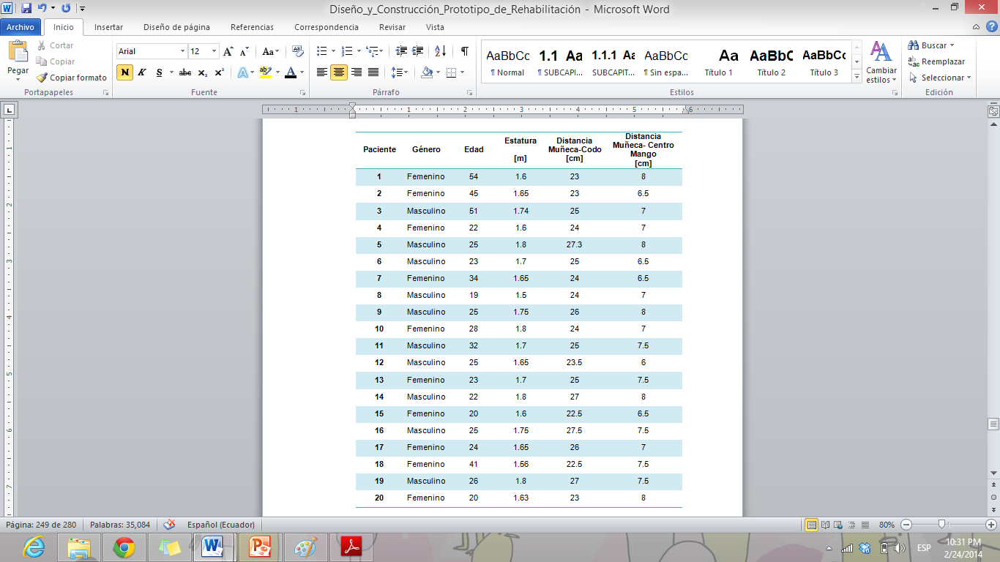 Diseño_y_Construcción_Prototipo_de_Rehabilitación - Microsoft Word
Archivo Inicio Insertar Diseño de página Referencias Correspondencia Revisar Vista
Pegar
Cortar
Copiar
Copiar formato
Portapapeles
Arial 12
N K S abc x₂ x²
Fuente
Párrafo
AaBbCc 1.1 Aa 1.1.1 Aa AaBbCc Aa AaBbC AaBbCc
¶ Normal ¶ SUBCAPI... SUBCAPIT... ¶ Sin espa... Título 1 Título 2 Título 3
Estilos
Cambiar
estilos
Buscar
Reemplazar
Seleccionar
Edición
1 1 2 3 4 5 6
Paciente Género Edad Estatura [m] Distancia Muñeca-Codo [cm] Distancia Muñeca- Centro Mango [cm]
1 Femenino 54 1.6 23 8
2 Femenino 45 1.65 23 6.5
3 Masculino 51 1.74 25 7
4 Femenino 22 1.6 24 7
5 Masculino 25 1.8 27.3 8
6 Masculino 23 1.7 25 6.5
7 Femenino 34 1.65 24 6.5
8 Masculino 19 1.5 24 7
9 Masculino 25 1.75 26 8
10 Femenino 28 1.8 24 7
11 Masculino 32 1.7 25 7.5
12 Masculino 25 1.65 23.5 6
13 Femenino 23 1.7 25 7.5
14 Masculino 22 1.8 27 8
15 Femenino 20 1.6 22.5 6.5
16 Masculino 25 1.75 27.5 7.5
17 Femenino 24 1.65 26 7
18 Femenino 41 1.56 22.5 7.5
19 Masculino 26 1.8 27 7.5
20 Femenino 20 1.63 23 8
Página: 249 de 280 Palabras: 35,084 Español (Ecuador) 80%
ESP 10:31 PM
2/24/2014